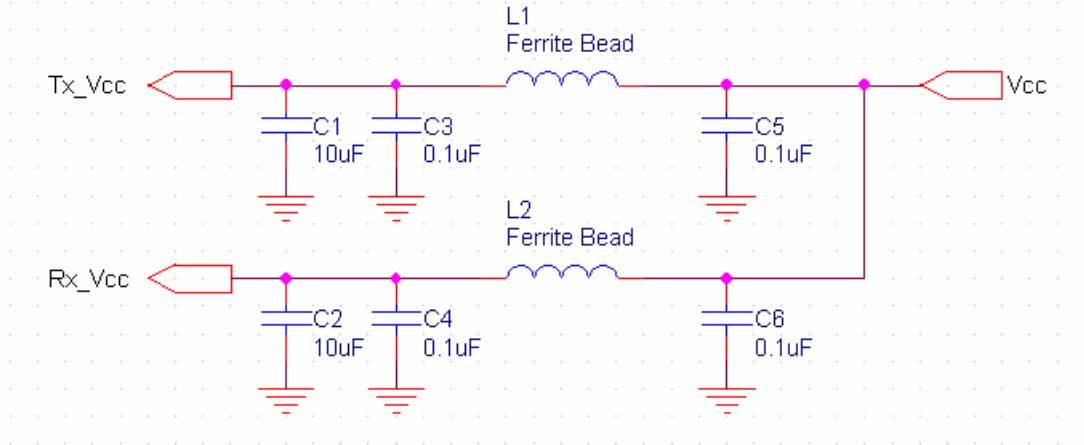 L1
Ferrite Bead
Tx_Vcc
Vcc
C1
10uF
C3
0.1uF
C5
0.1uF
L2
Ferrite Bead
Rx_Vcc
C2
10uF
C4
0.1uF
C6
0.1uF